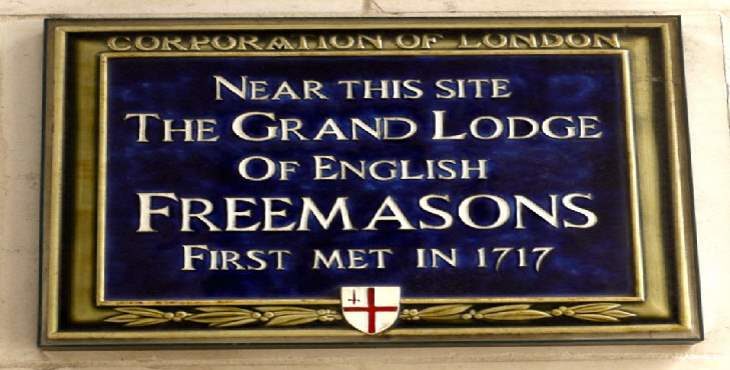 CORPORATION OF LONDON
NEAR THIS SITE
THE GRAND LODGE
OF ENGLISH
FREEMASONS
FIRST MET IN 1717